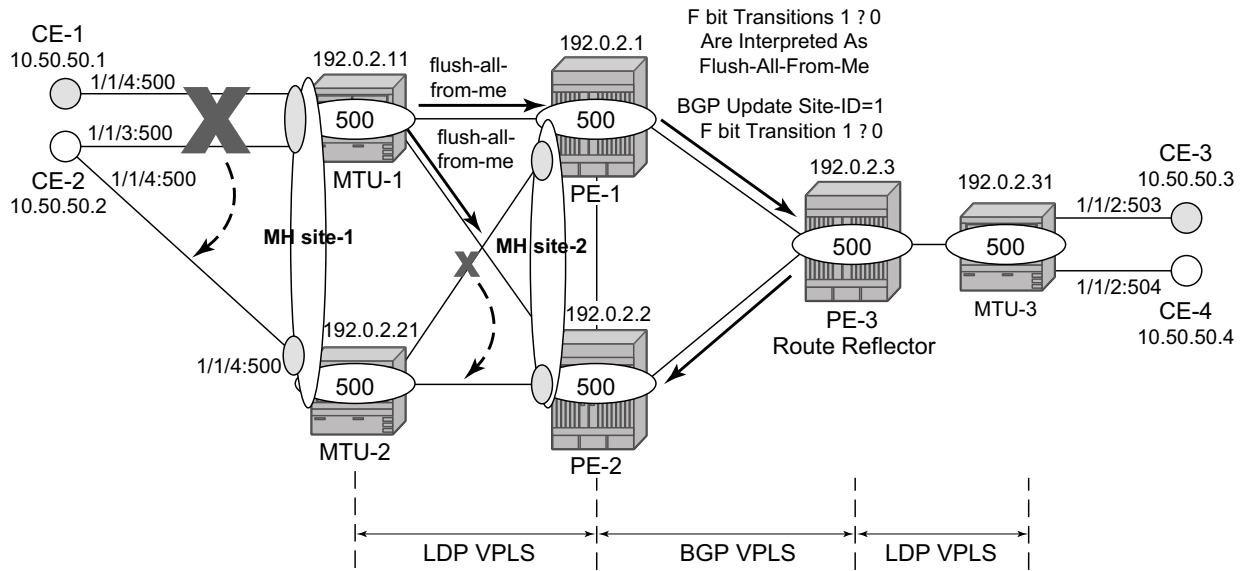 F bit Transitions 1 ? 0
Are Interpreted As
Flush-All-From-Me
CE-1
10.50.50.1
1/1/4:500
192.0.2.11
flush-all-
from-me
192.0.2.1
BGP Update Site-ID=1
F bit Transition 1 ? 0
500
500
1/1/3:500
flush-all-
from-me
CE-2
10.50.50.2
1/1/4:500
MTU-1
PE-1
192.0.2.3
192.0.2.31
CE-3
10.50.50.3
1/1/2:503
MH site-1
MH site-2
500
500
1/1/2:504
MTU-3
CE-4
10.50.50.4
PE-3
Route Reflector
192.0.2.21
192.0.2.2
1/1/4:500
500
500
MTU-2
PE-2
LDP VPLS
BGP VPLS
LDP VPLS